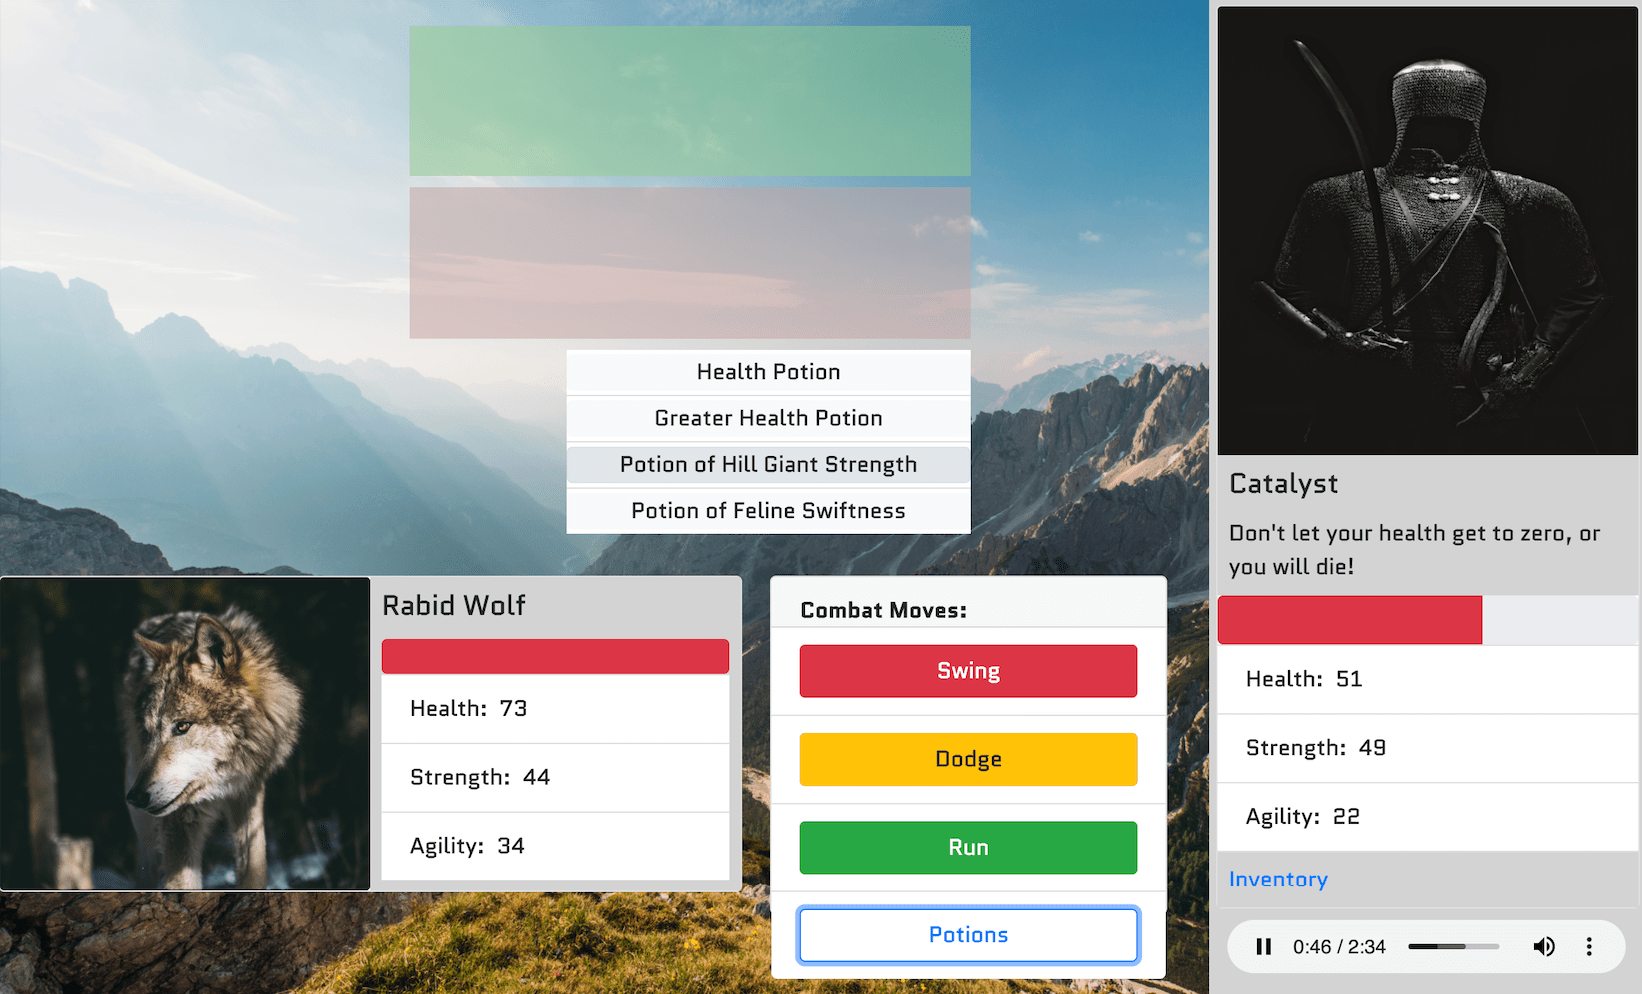 Health Potion
Greater Health Potion
Potion of Hill Giant Strength
Potion of Feline Swiftness
Rabid Wolf
Health: 73
Strength: 44
Agility: 34
Combat Moves:
Swing
Dodge
Run
Potions
Catalyst
Don't let your health get to zero, or
you will die!
Health: 51
Strength: 49
Agility: 22
Inventory
0:46 / 2:34